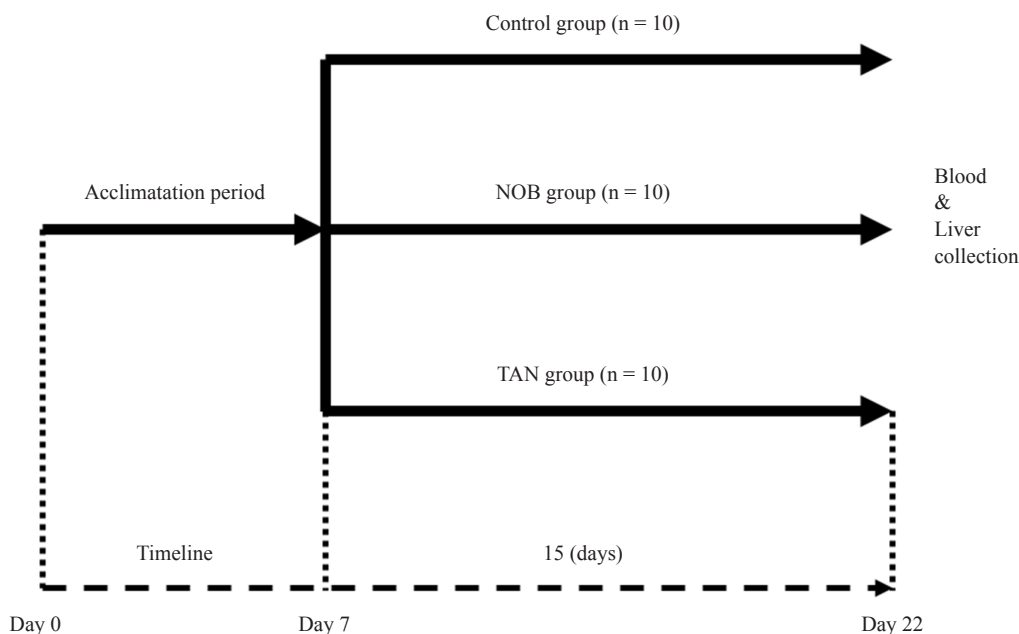 Control group (n = 10)
Acclimatation period
NOB group (n = 10)
Blood
&
Liver
collection
TAN group (n = 10)
Timeline
15 (days)
Day 0
Day 7
Day 22